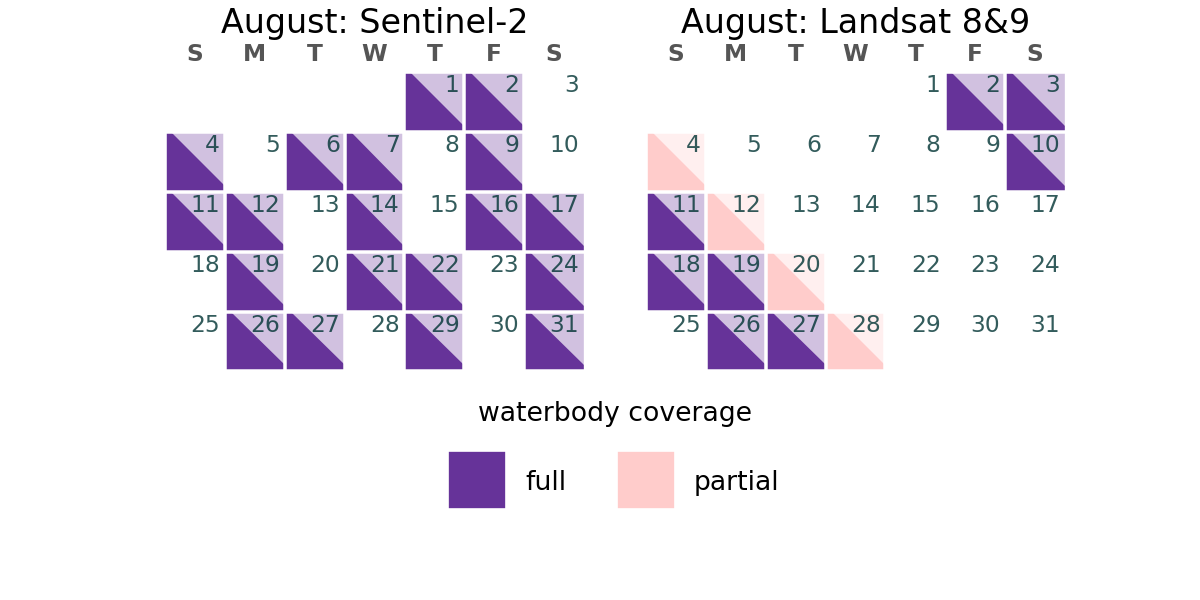 August: Sentinel-2
S M T W T F S
1 2 3
4 5 6 7 8 9 10
11 12 13 14 15 16 17
18 19 20 21 22 23 24
25 26 27 28 29 30 31
August: Landsat 8&9
S M T W T F S
1 2 3
4 5 6 7 8 9 10
11 12 13 14 15 16 17
18 19 20 21 22 23 24
25 26 27 28 29 30 31
waterbody coverage
full
partial